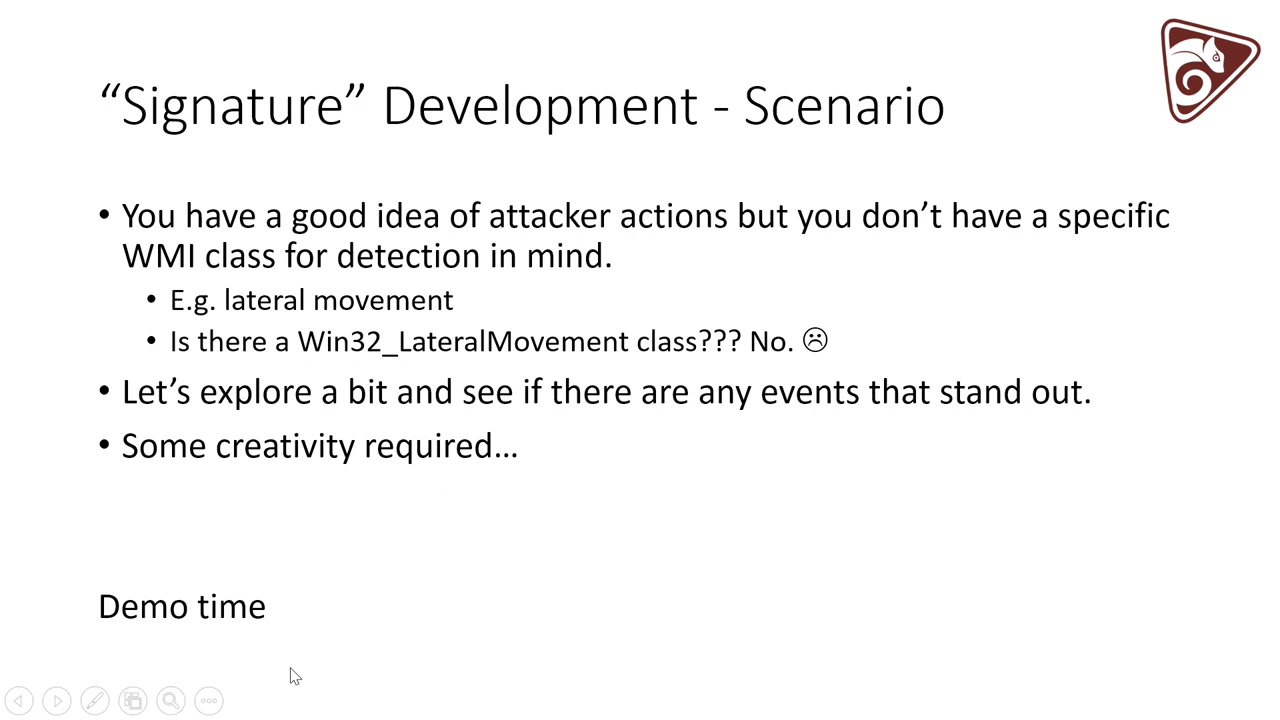 “Signature” Development - Scenario
• You have a good idea of attacker actions but you don’t have a specific
WMI class for detection in mind.
• E.g. lateral movement
• Is there a Win32_LateralMovement class??? No. ☹
• Let’s explore a bit and see if there are any events that stand out.
• Some creativity required…
Demo time